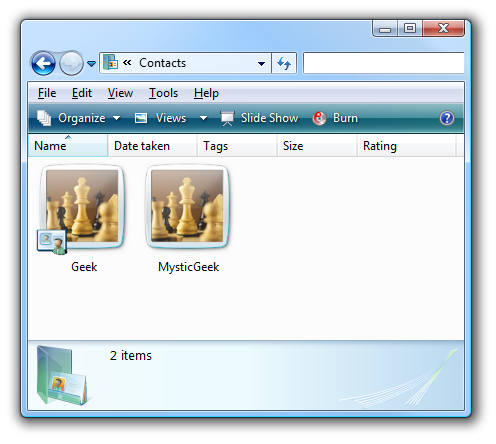 « Contacts
File Edit View Tools Help
Organize Views Slide Show Burn
Name Date taken Tags Size Rating
Geek MysticGeek
2 items